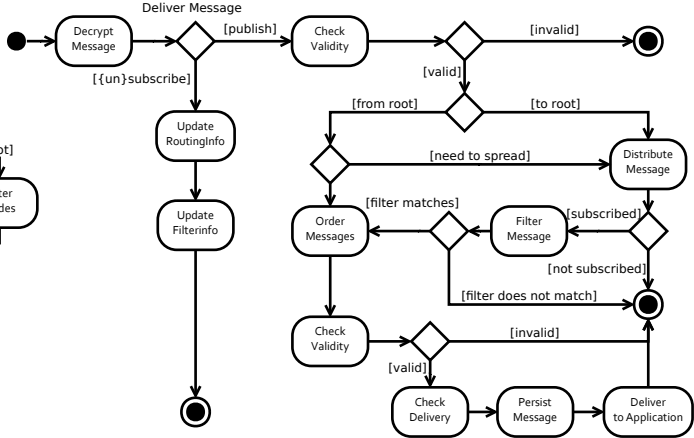 Deliver Message
Decrypt
Message
[publish]
Check
Validity
[invalid]
[{un}subscribe]
[valid]
[from root]
[to root]
Update
RoutingInfo
[need to spread]
Distribute
Message
Update
Filterinfo
[filter matches]
Order
Messages
Filter
Message
[subscribed]
[not subscribed]
[filter does not match]
Check
Validity
[invalid]
[valid]
Check
Delivery
Persist
Message
Deliver
to Application